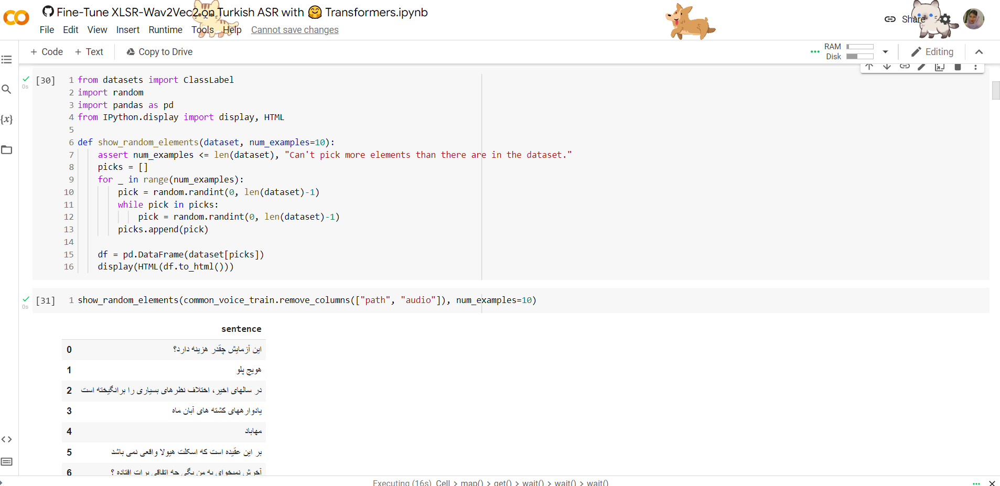 Fine-Tune XLSR-Wav2Vec2 on Turkish ASR with 🤗 Transformers.ipynb
File Edit View Insert Runtime Tools Help Cannot save changes
Share
+ Code + Text Copy to Drive
RAM
Disk
Editing
0s
[30]
1 from datasets import ClassLabel
2 import random
3 import pandas as pd
4 from IPython.display import display, HTML
5
6 def show_random_elements(dataset, num_examples=10):
7 assert num_examples <= len(dataset), "Can't pick more elements than there are in the dataset."
8 picks = []
9 for _ in range(num_examples):
10 pick = random.randint(0, len(dataset)-1)
11 while pick in picks:
12 pick = random.randint(0, len(dataset)-1)
13 picks.append(pick)
14
15 df = pd.DataFrame(dataset[picks])
16 display(HTML(df.to_html()))
0s
[31]
1 show_random_elements(common_voice_train.remove_columns(["path", "audio"]), num_examples=10)
sentence
0 این آزمایش چقدر هزینه دارد؟
1 هویج پلو
2 در سالهای اخیر، اختلاف نظرهای بسیاری را برانگیخته است
3 یادوارههای کشته های آبان ماه
4 مهاباد
5 بر این عقیده است که اسکلت هیولا واقعی نمی باشد
6 آخرش نمیخوای به من بگی چه اتفاقی برات افتاده ؟
Executing (16s) Cell > map() > get() > wait() > wait() > wait()